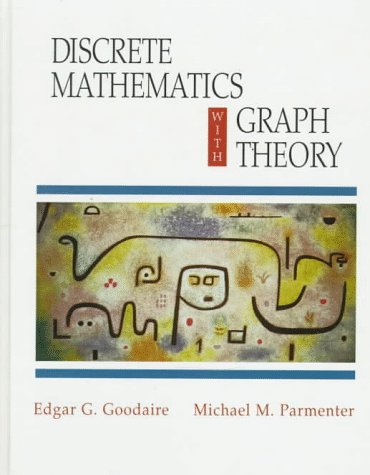 DISCRETE
MATHEMATICS
WITH
GRAPH
THEORY
Edgar G. Goodaire Michael M. Parmenter